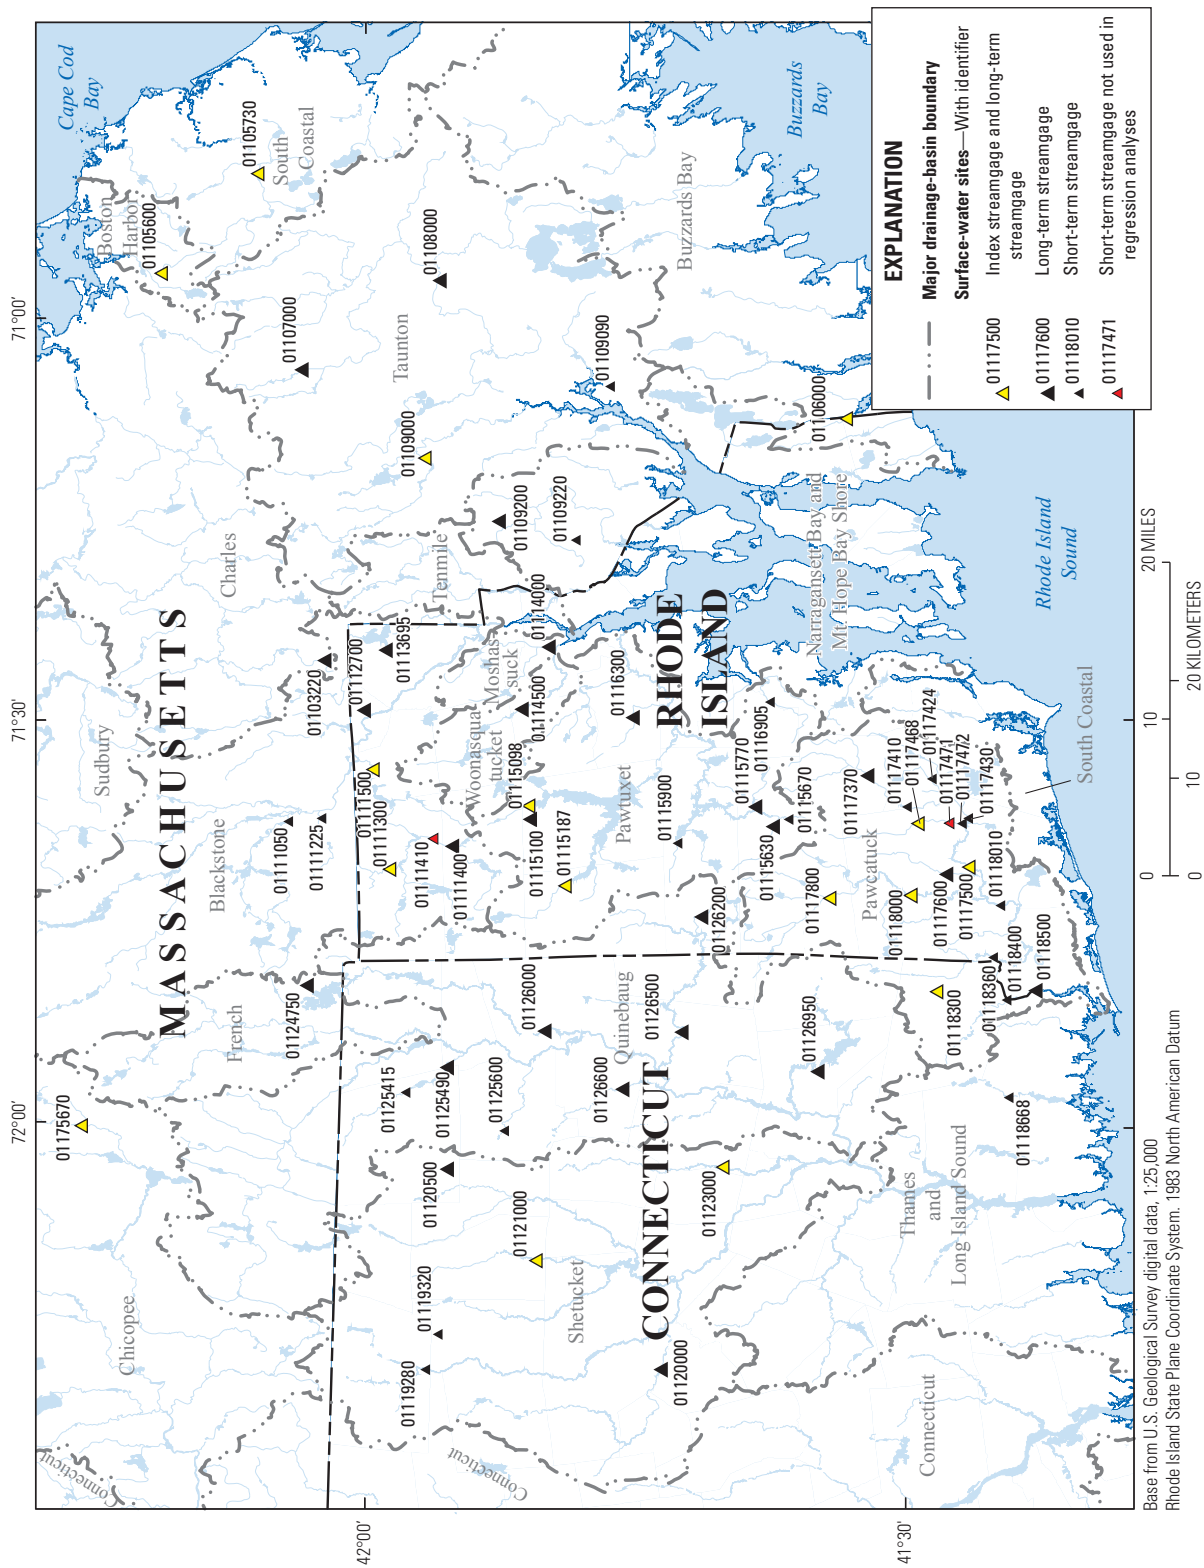 72°00'
71°30'
71°00'
42°00'
41°30'
MASSACHUSETTS
CONNECTICUT
RHODE
ISLAND
Cape Cod
Bay
Buzzards
Bay
Rhode Island
Sound
Connecticut
Chicopee
French
Blackstone
Sudbury
Charles
Boston
Harbor
South
Coastal
Taunton
Tenmile
Buzzards Bay
Connecticut
Shetucket
Quinebaug
Woonasqua-
tucket
Moshas-
suck
Pawtuxet
Pawcatuck
Narragansett Bay and
Mt. Hope Bay Shore
Thames
and
Long Island Sound
Connecticut
South Coastal
01175670
01124750
01111050
01111225
01103220
01112700
01113695
01107000
01105600
01105730
01108000
01109000
01109090
01109200
01109220
01106000
01119280
01119320
01120500
01121000
01120000
01123000
01125415
01125490
01125600
01126000
01126500
01126600
01126950
01126200
01111500
01111300
01111410
01111400
01115098
01115100
01115187
01114500
01114000
01116300
01115900
01115770
01116905
01115630
01115670
01117370
01117800
01118000
01117410
01117468
01117424
01117471
01117472
01117430
01117600
01117500
01118010
01118300
01118360
01118400
01118500
01118668
EXPLANATION
Major drainage-basin boundary
Surface-water sites—With identifier
01117500 Index streamgage and long-term
streamgage
01117600 Long-term streamgage
01118010 Short-term streamgage
01117471 Short-term streamgage not used in
regression analyses
0 10 20 MILES
0 10 20 KILOMETERS
Base from U.S. Geological Survey digital data, 1:25,000
Rhode Island State Plane Coordinate System. 1983 North American Datum